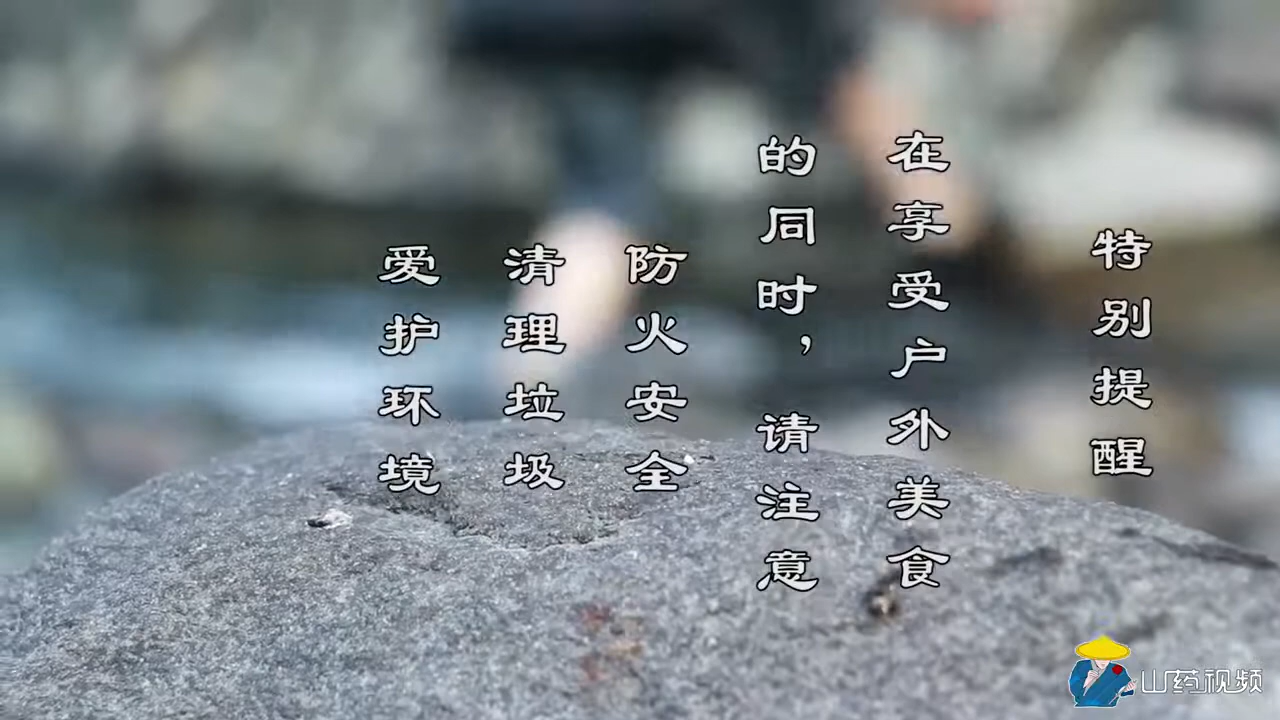 特别提醒
在享受户外美食
的同时，请注意
防火安全
清理垃圾
爱护环境
山药视频